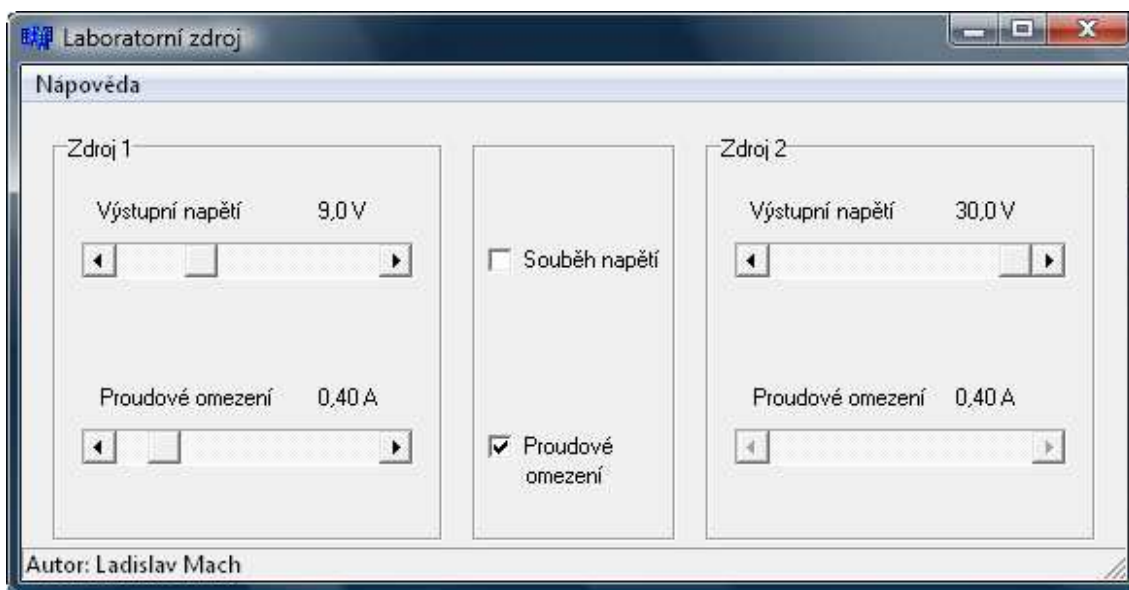 Laboratorní zdroj
Nápověda
Zdroj 1
Výstupní napětí 9,0 V
Proudové omezení 0,40 A
Souběh napětí
Proudové
omezení
Zdroj 2
Výstupní napětí 30,0 V
Proudové omezení 0,40 A
Autor: Ladislav Mach